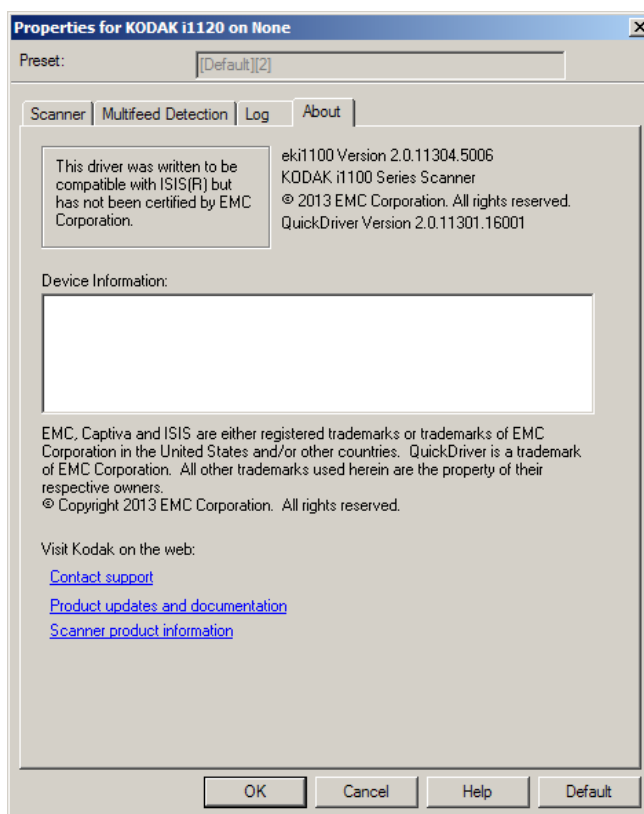 Properties for KODAK i1120 on None
Preset:
[Default][2]
Scanner
Multifeed Detection
Log
About
This driver was written to be
compatible with ISIS(R) but
has not been certified by EMC
Corporation.
eki1100 Version 2.0.11304.5006
KODAK i1100 Series Scanner
© 2013 EMC Corporation. All rights reserved.
QuickDriver Version 2.0.11301.16001
Device Information:
EMC, Captiva and ISIS are either registered trademarks or trademarks of EMC
Corporation in the United States and/or other countries. QuickDriver is a trademark
of EMC Corporation. All other trademarks used herein are the property of their
respective owners.
© Copyright 2013 EMC Corporation. All rights reserved.
Visit Kodak on the web:
Contact support
Product updates and documentation
Scanner product information
OK
Cancel
Help
Default